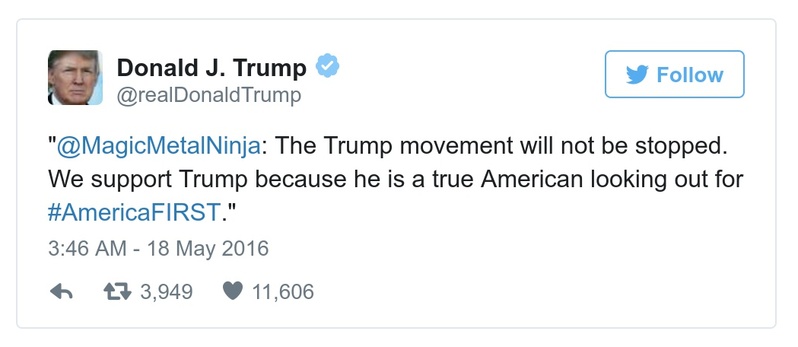 Donald J. Trump
@realDonaldTrump
Follow
"@MagicMetalNinja: The Trump movement will not be stopped.
We support Trump because he is a true American looking out for
#AmericaFIRST."
3:46 AM - 18 May 2016
3,949 11,606